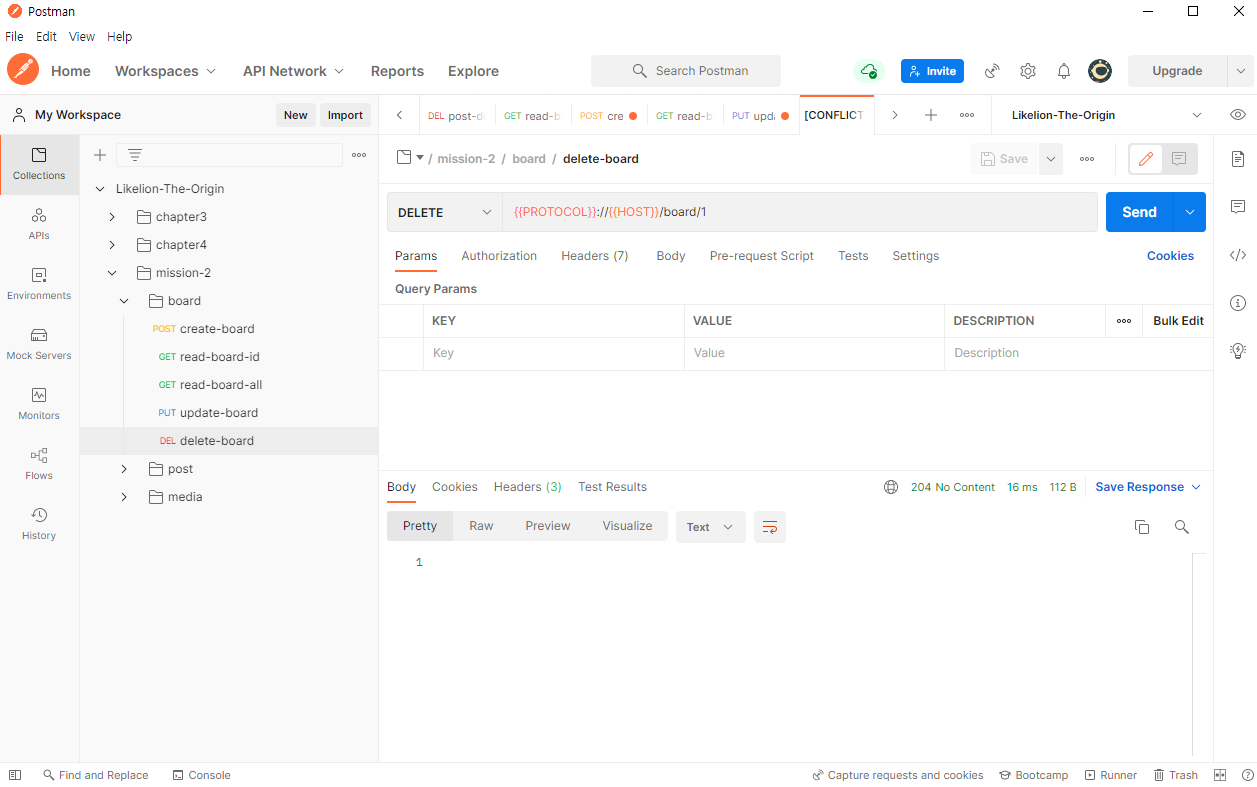 Postman
File Edit View Help
Home Workspaces API Network Reports Explore Search Postman Invite Upgrade
My Workspace New Import
DEL post-d GET read-b POST cre GET read-b PUT upda [CONFLICT Likelion-The-Origin
Collections
APIs
Environments
Mock Servers
Monitors
Flows
History
Likelion-The-Origin
chapter3
chapter4
mission-2
board
POST create-board
GET read-board-id
GET read-board-all
PUT update-board
DEL delete-board
post
media
/ mission-2 / board / delete-board Save
DELETE {{PROTOCOL}}://{{HOST}}/board/1 Send
Params Authorization Headers (7) Body Pre-request Script Tests Settings Cookies
Query Params
KEY VALUE DESCRIPTION Bulk Edit
Key Value Description
Body Cookies Headers (3) Test Results 204 No Content 16 ms 112 B Save Response
Pretty Raw Preview Visualize Text
1
Find and Replace Console Capture requests and cookies Bootcamp Runner Trash